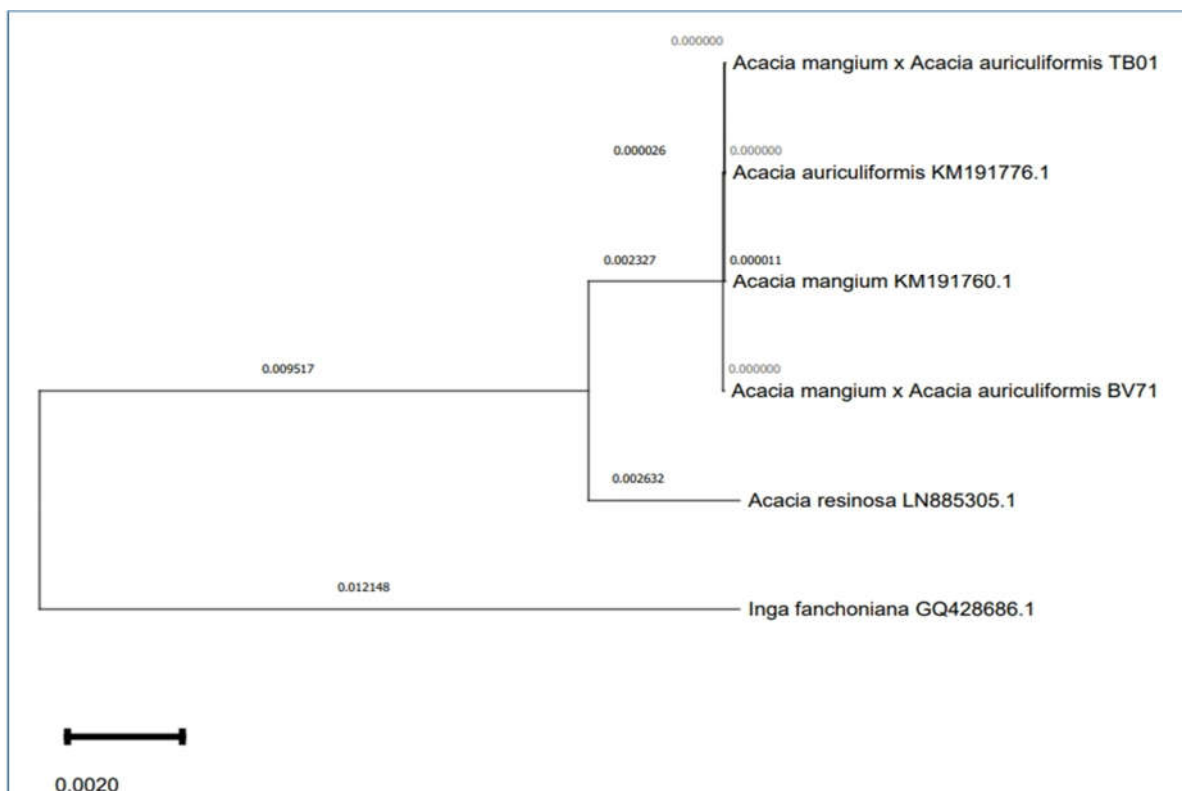 0.000000
Acacia mangium x Acacia auriculiformis TB01
0.000026
0.000000
Acacia auriculiformis KM191776.1
0.002327
0.000011
Acacia mangium KM191760.1
0.009517
0.000000
Acacia mangium x Acacia auriculiformis BV71
0.002632
Acacia resinosa LN885305.1
0.012148
Inga fanchoniana GQ428686.1
0.0020